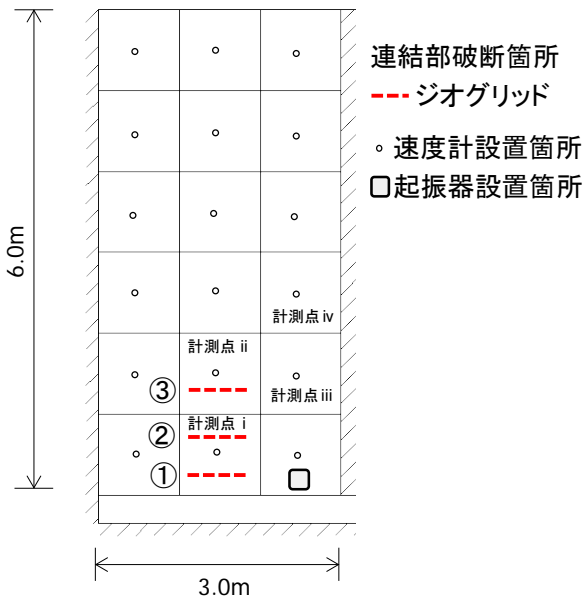 連結部破断箇所
ジオグリッド
速度計設置箇所
起振器設置箇所
6.0m
計測点 iv
計測点 ii
③
計測点 iii
計測点 i
②
①
3.0m